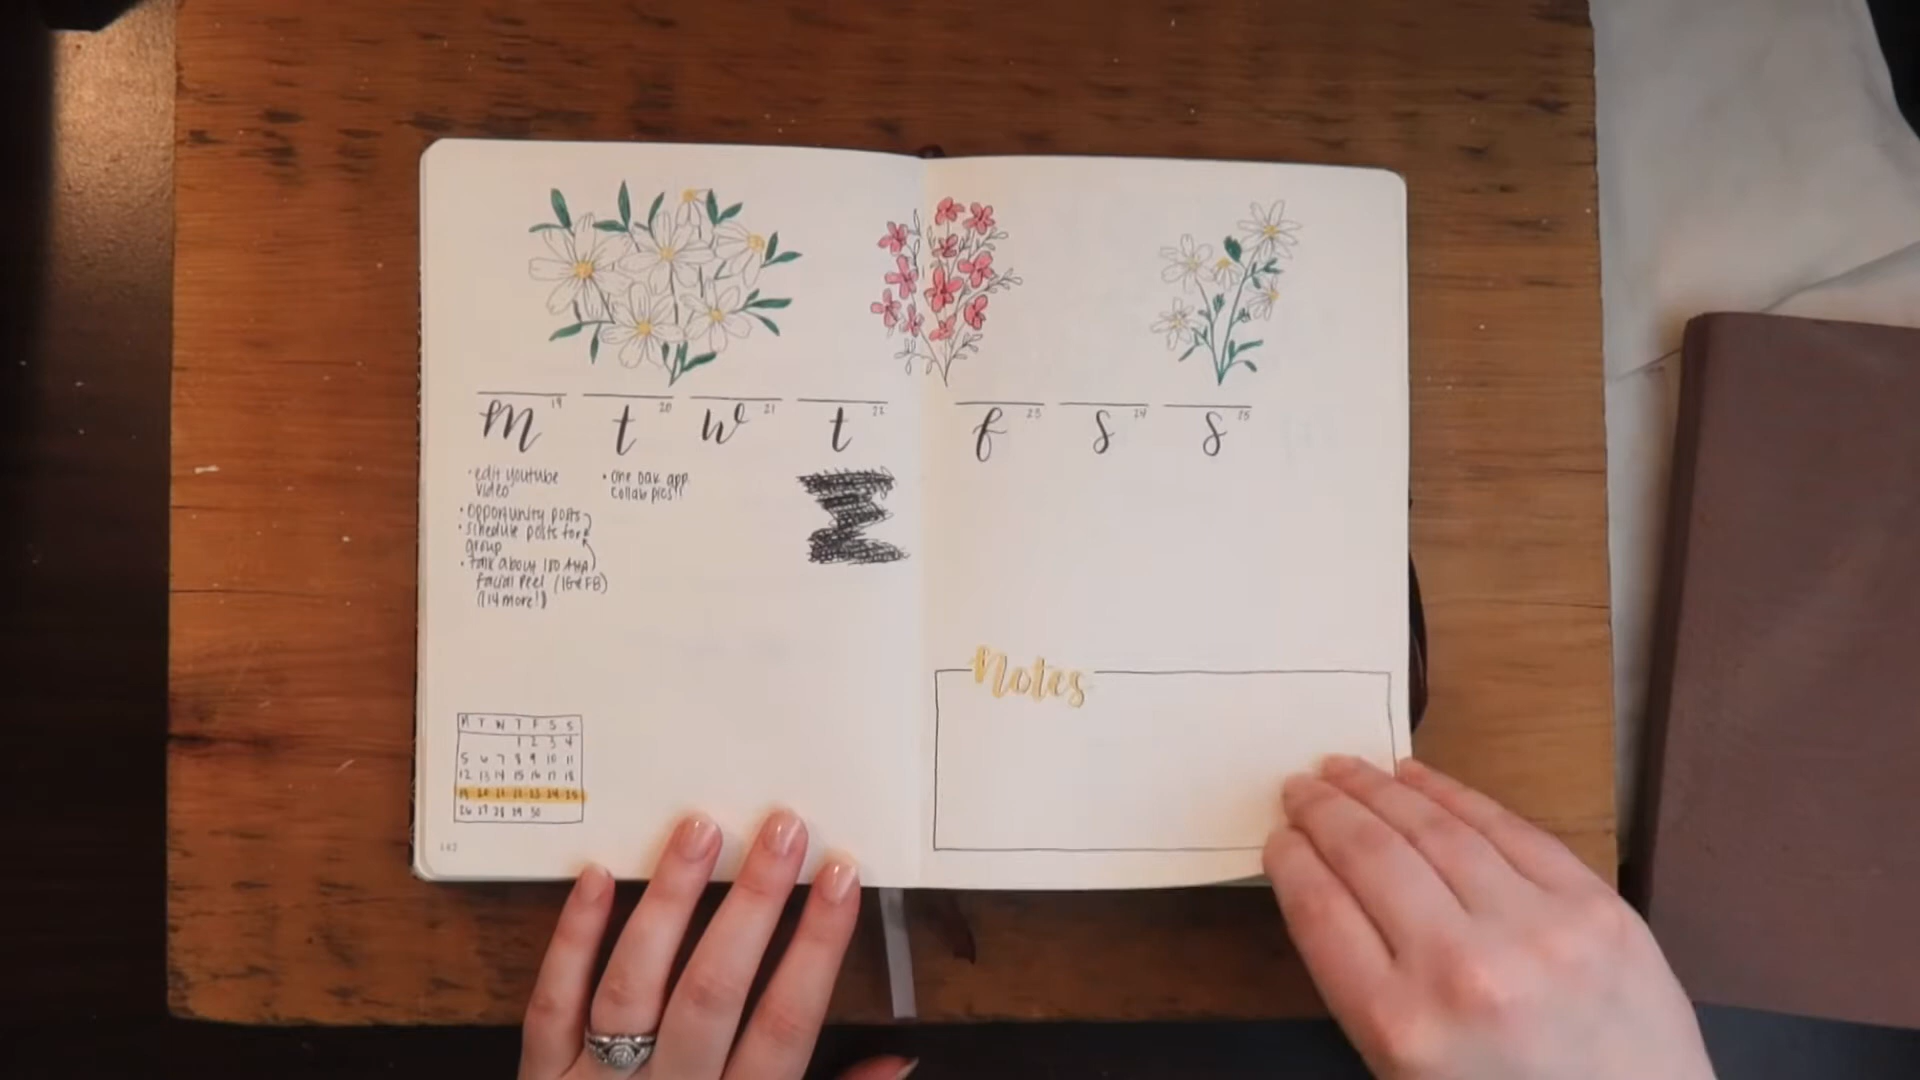 19 20 21 22 23 24 25
m t w t f s s
• edit youtube
video
• opportunity posts
• schedule posts for
group
• talk about 180 AHA
facial peel (IG & FB)
(14 more!)
• one oak app
collab pics!!
Notes
M T W T F S S
1 2 3 4
5 6 7 8 9 10 11
12 13 14 15 16 17 18
19 20 21 22 23 24 25
26 27 28 29 30